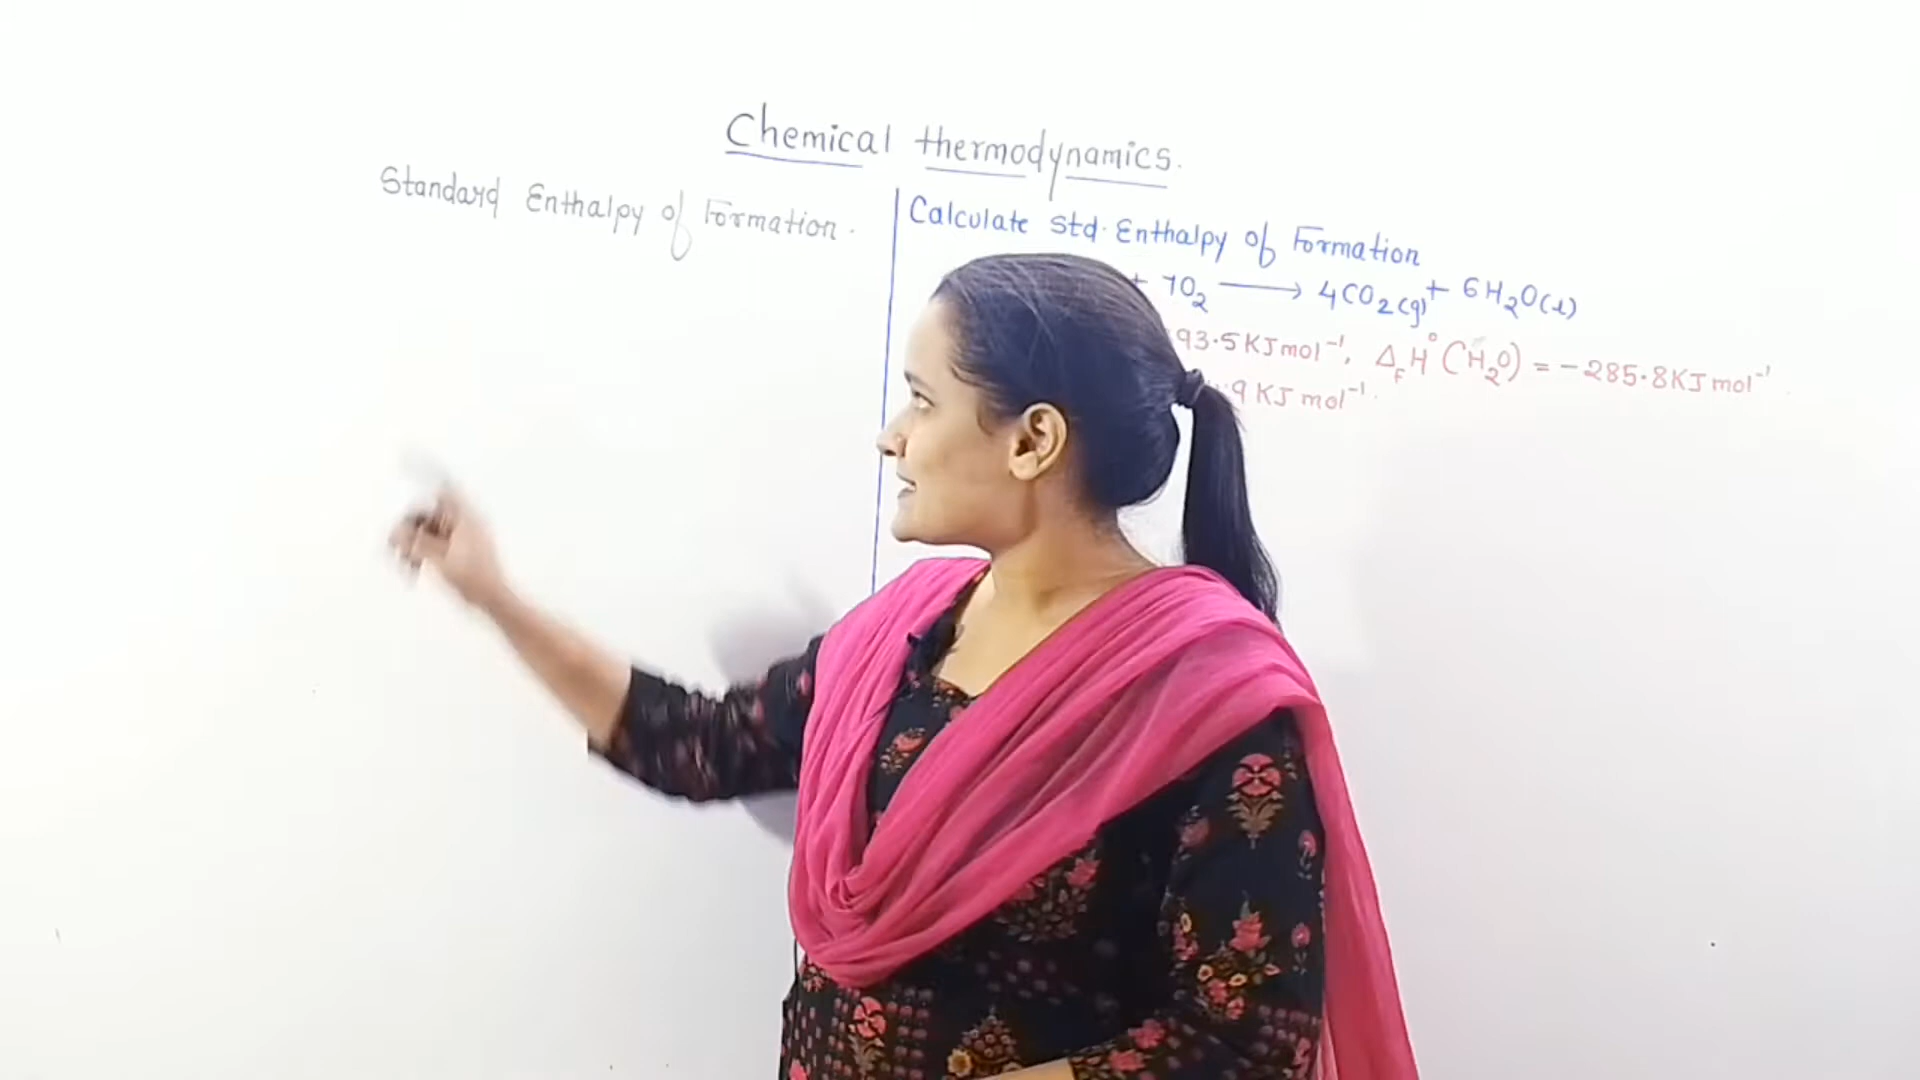 Chemical thermodynamics.
Standard Enthalpy of Formation.
Calculate std. Enthalpy of Formation
+ 7O₂ ⟶ 4CO₂(g) + 6H₂O(l)
93.5 KJ mol⁻¹, Δ_fH°(H₂O) = -285.8 KJ mol⁻¹
.9 KJ mol⁻¹.